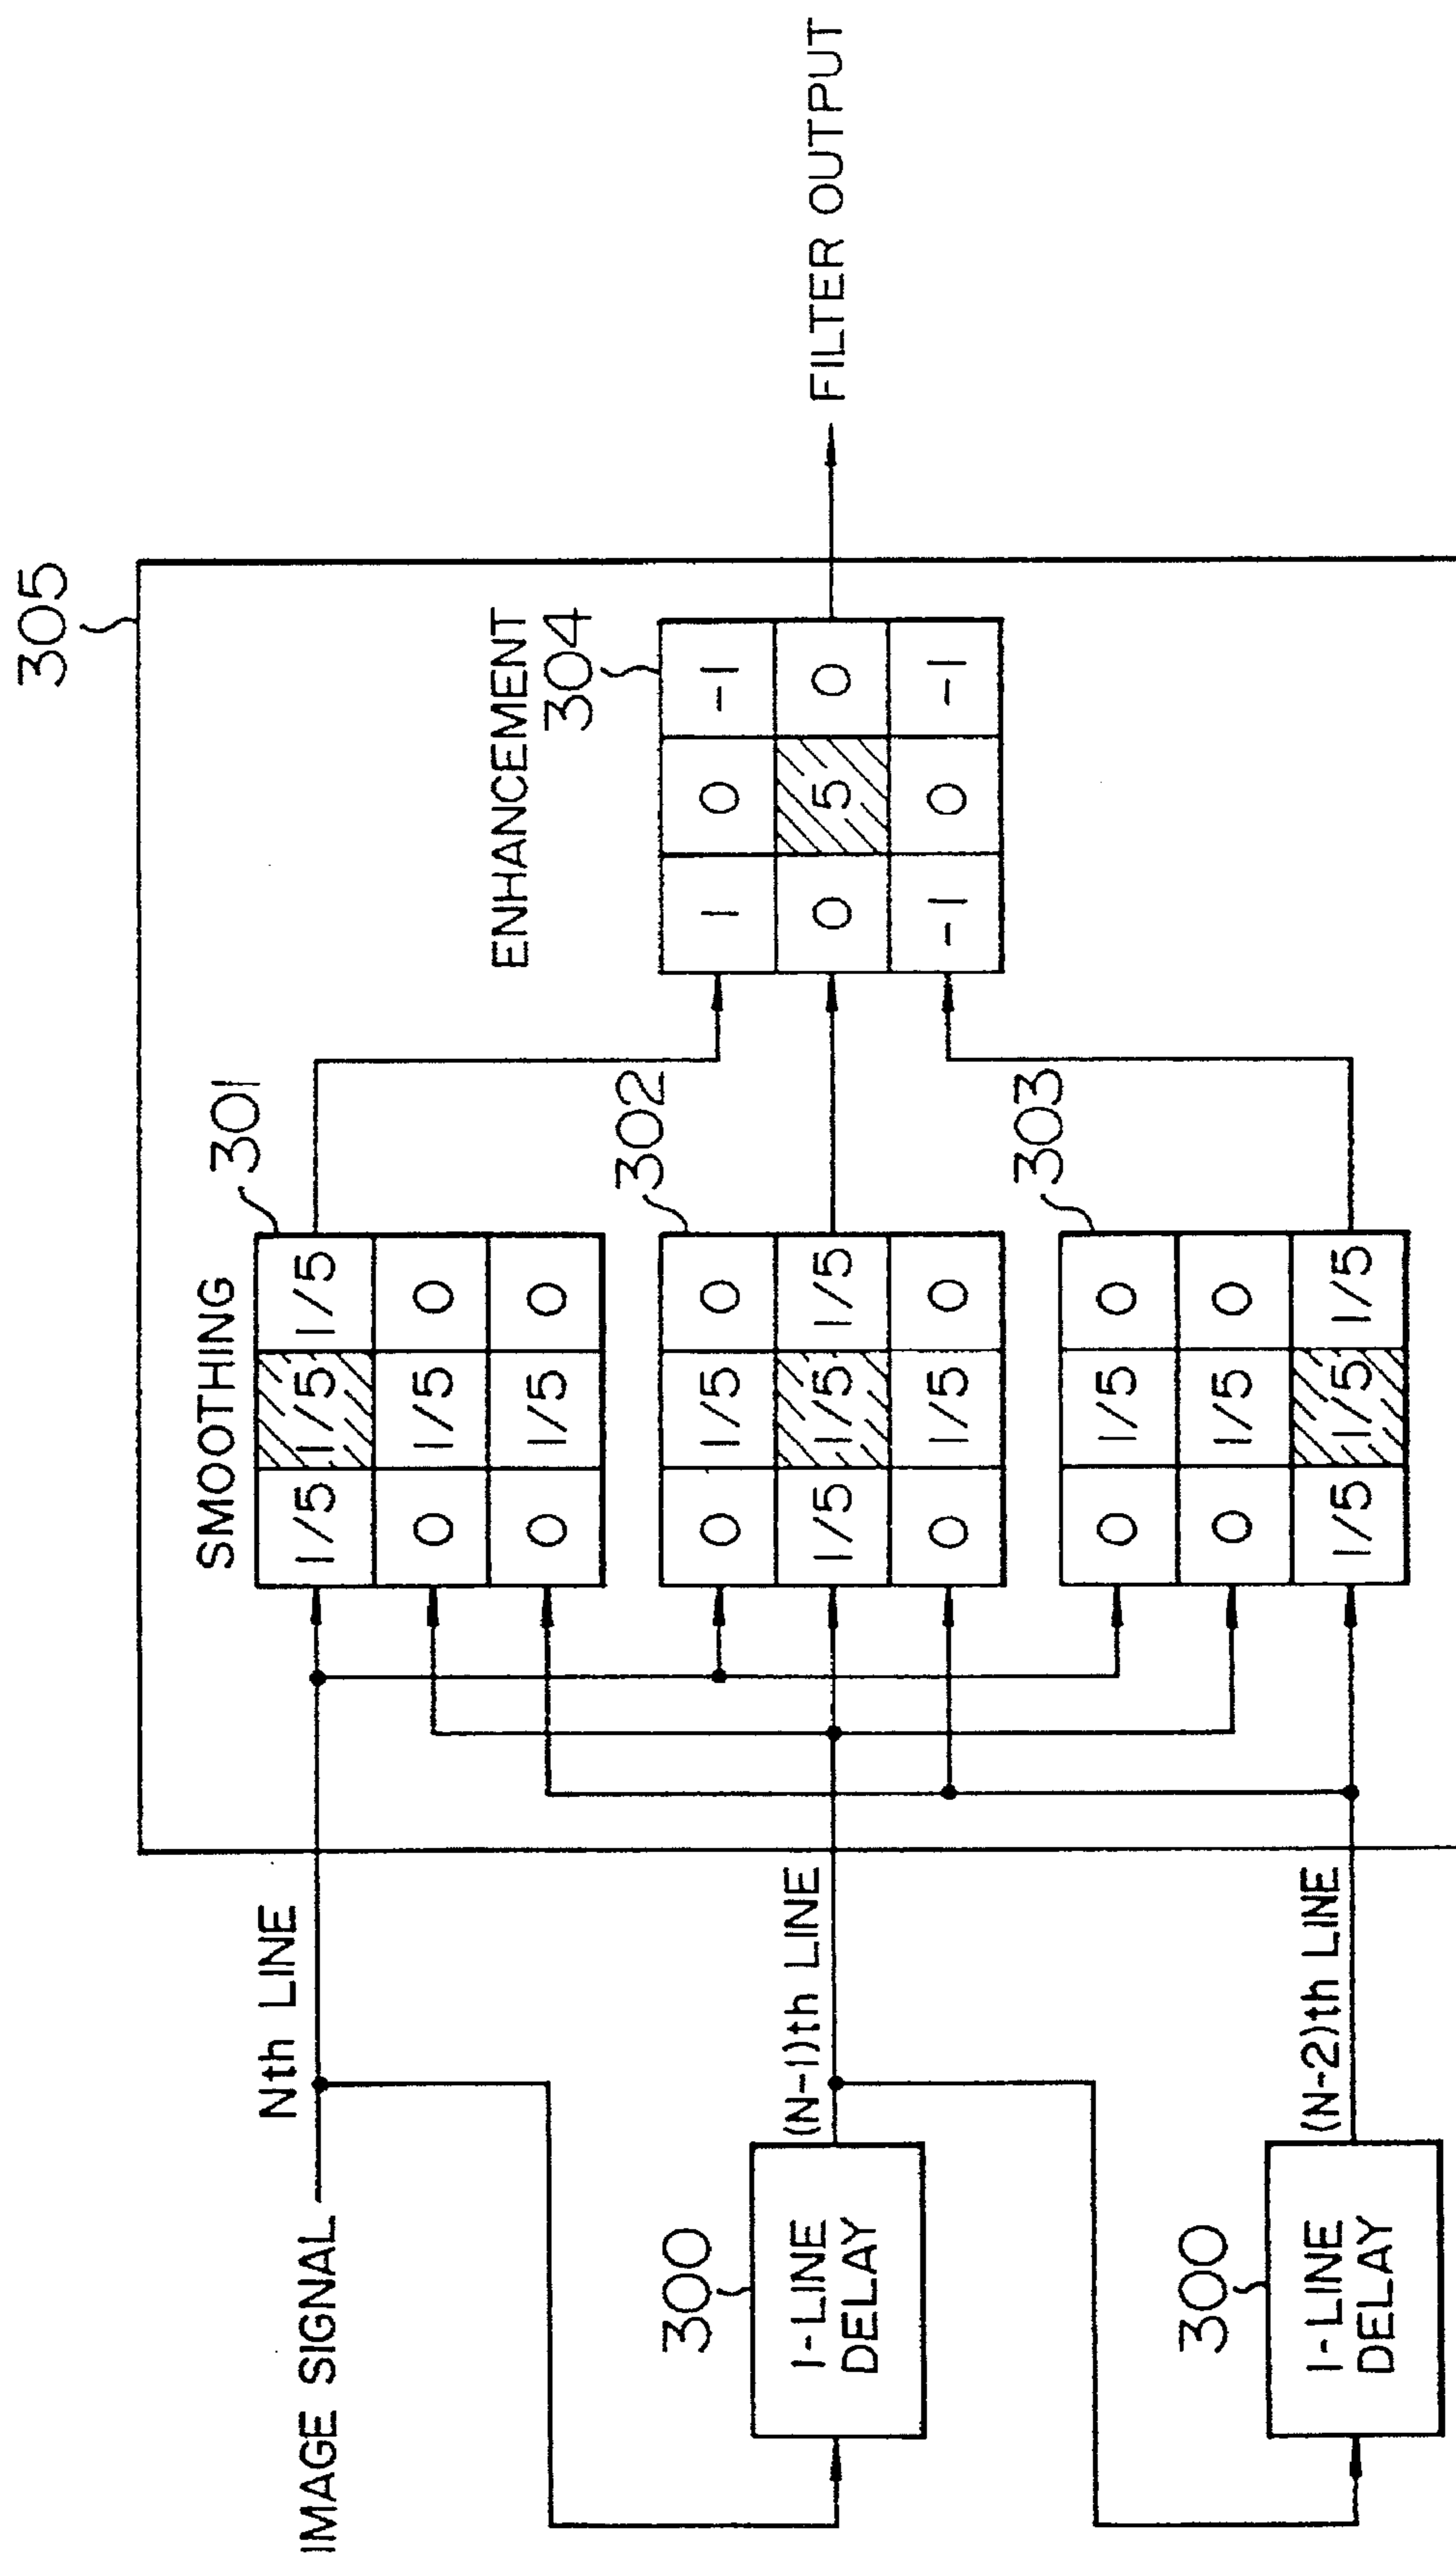 305
SMOOTHING
301
IMAGE SIGNAL
Nth LINE
1/5 1/5 1/5
0 1/5 0
0 1/5 0
ENHANCEMENT
304
1 0 -1
0 5 0
-1 0 -1
FILTER OUTPUT
300
1-LINE
DELAY
(N-1)th LINE
302
0 1/5 0
1/5 1/5 1/5
0 1/5 0
300
1-LINE
DELAY
(N-2)th LINE
303
0 1/5 0
0 1/5 0
1/5 1/5 1/5